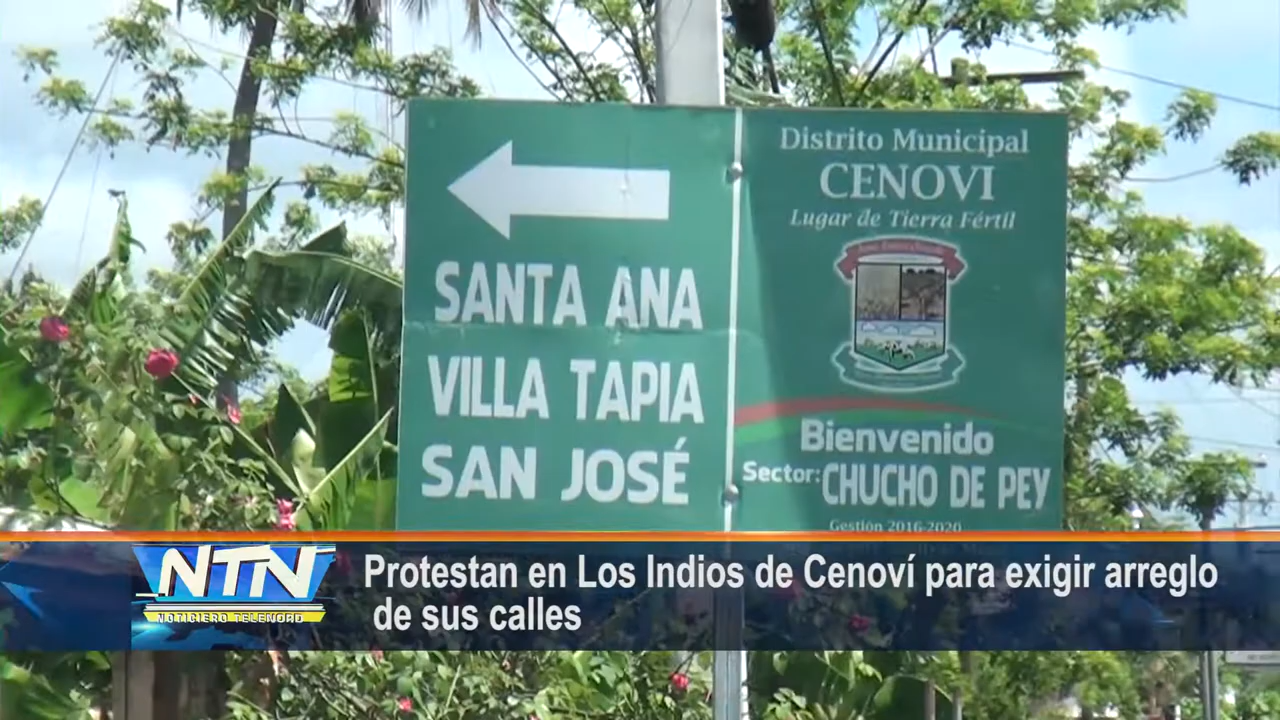 SANTA ANA
VILLA TAPIA
SAN JOSÉ
Distrito Municipal
CENOVI
Lugar de Tierra Fértil
Bienvenido
Sector: CHUCHO DE PEY
Gestión 2016-2020
NTN
NOTICIERO TELENORD
Protestan en Los Indios de Cenoví para exigir arreglo
de sus calles